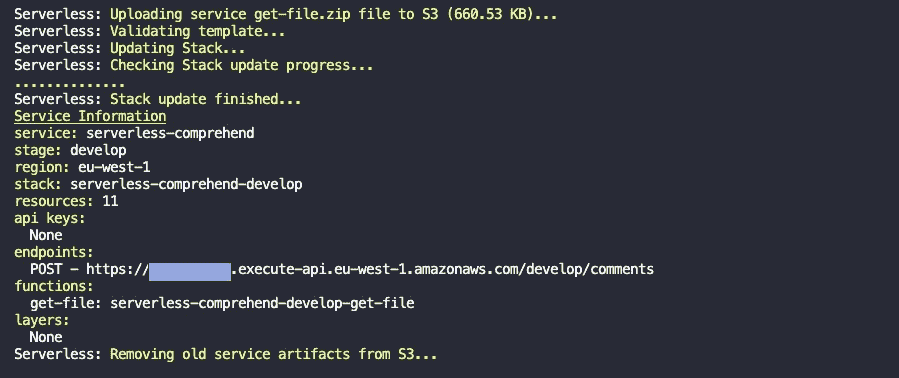 Serverless: Uploading service get-file.zip file to S3 (660.53 KB)...
Serverless: Validating template...
Serverless: Updating Stack...
Serverless: Checking Stack update progress...
..............
Serverless: Stack update finished...
Service Information
service: serverless-comprehend
stage: develop
region: eu-west-1
stack: serverless-comprehend-develop
resources: 11
api keys:
None
endpoints:
POST - https://.execute-api.eu-west-1.amazonaws.com/develop/comments
functions:
get-file: serverless-comprehend-develop-get-file
layers:
None
Serverless: Removing old service artifacts from S3...